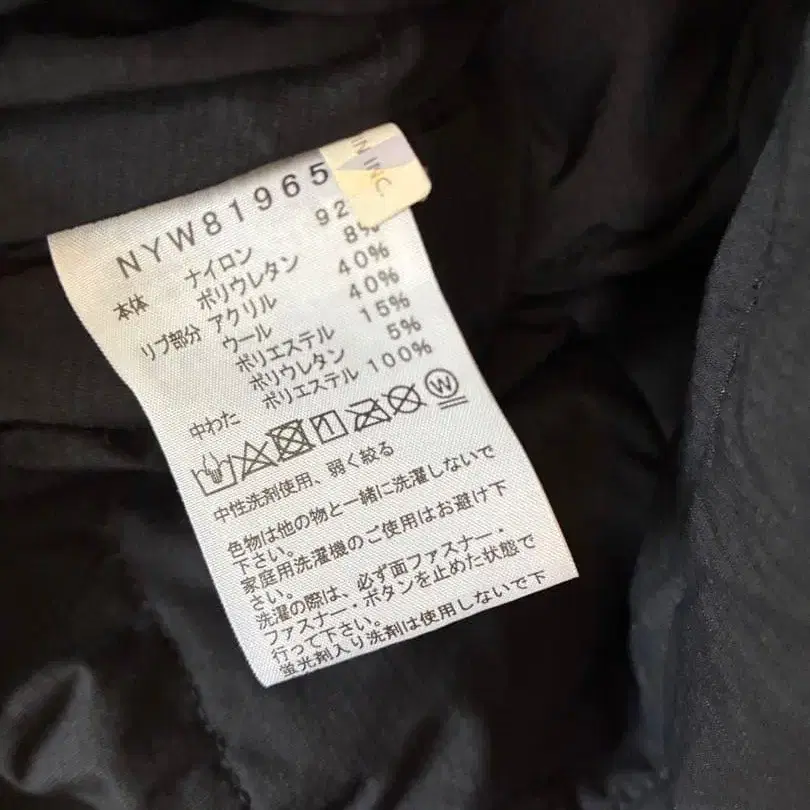 IN INC.
NYW81965
本体 ナイロン 92
ポリウレタン 8%
リブ部分 アクリル 40%
ウール 40%
ポリエステル 15%
ポリウレタン 5%
中わた ポリエステル 100%
W
中性洗剤使用、弱く絞る
色物は他の物と一緒に洗濯しないで
下さい。
家庭用洗濯機のご使用はお避け下
さい。
洗濯の際は、必ず面ファスナー・
ファスナー・ボタンを止めた状態で
行って下さい。
蛍光剤入り洗剤は使用しないで下